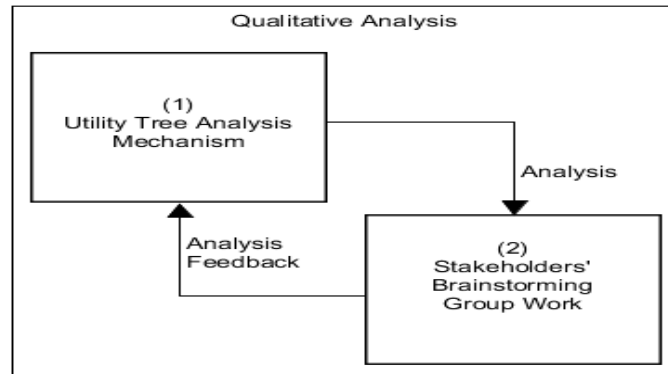 Qualitative Analysis
(1)
Utility Tree Analysis
Mechanism
Analysis
Analysis
Feedback
(2)
Stakeholders'
Brainstorming
Group Work